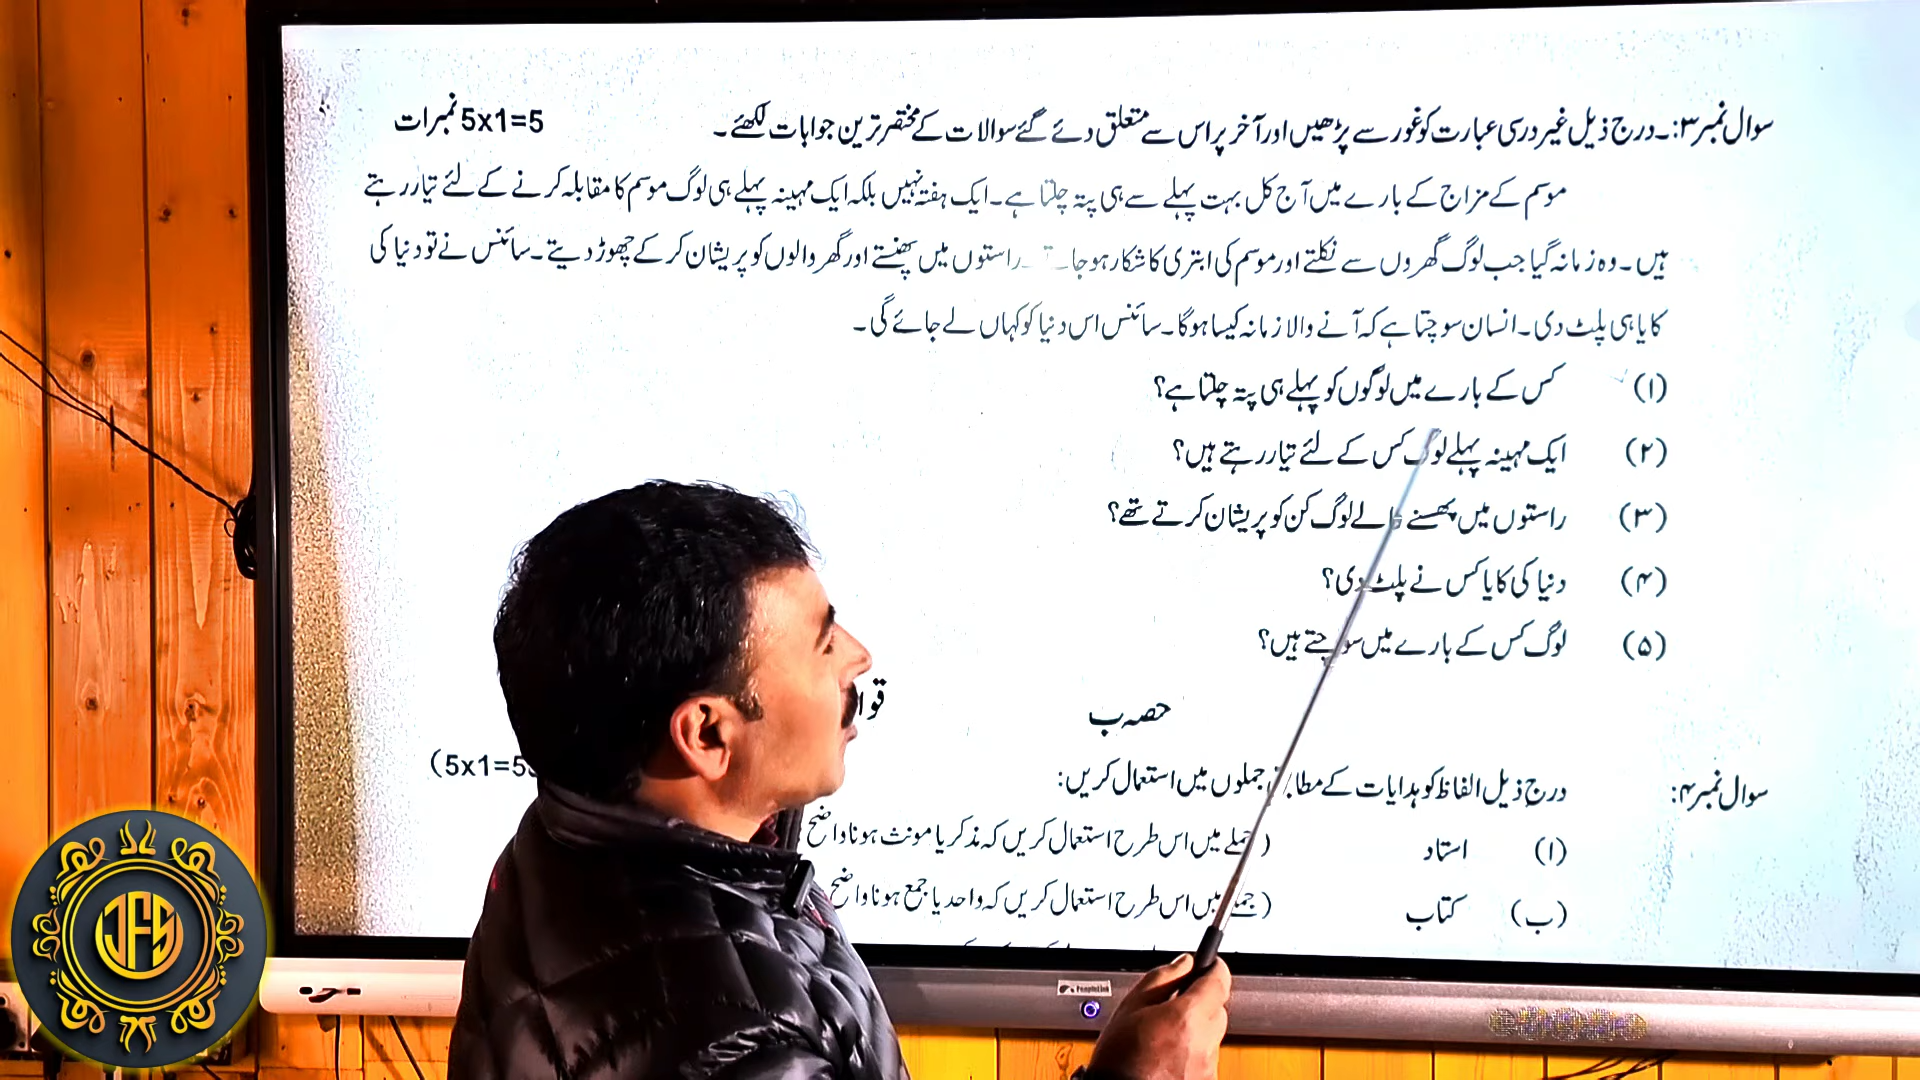 سوال نمبر ۳:۔ درج ذیل غیر درسی عبارت کو غور سے پڑھیں اور آخر پر اس سے متعلق دئے گئے سوالات کے مختصر ترین جوابات لکھئے۔ 5x1=5 نمبرات
موسم کے مزاج کے بارے میں آج کل بہت پہلے سے ہی پتہ چلتا ہے۔ ایک ہفتہ نہیں بلکہ ایک مہینہ پہلے ہی لوگ موسم کا مقابلہ کرنے کے لئے تیار رہتے
ہیں۔ وہ زمانہ گیا جب لوگ گھروں سے نکلتے اور موسم کی ابتری کا شکار ہو جا راستوں میں پھنستے اور گھر والوں کو پریشان کر کے چھوڑ دیتے۔ سائنس نے تو دنیا کی
کایا ہی پلٹ دی۔ انسان سوچتا ہے کہ آنے والا زمانہ کیسا ہوگا۔ سائنس اس دنیا کو کہاں لے جائے گی۔
(۱) کس کے بارے میں لوگوں کو پہلے ہی پتہ چلتا ہے؟
(۲) ایک مہینہ پہلے لوگ کس کے لئے تیار رہتے ہیں؟
(۳) راستوں میں پھسنے والے لوگ کن کو پریشان کرتے تھے؟
(۴) دنیا کی کایا کس نے پلٹ دی؟
(۵) لوگ کس کے بارے میں سوچتے ہیں؟
حصہ ب قوا
سوال نمبر ۴: درج ذیل الفاظ کو ہدایات کے مطابق جملوں میں استعمال کریں: (5x1=5
(ا) استاد (جملے میں اس طرح استعمال کریں کہ مذکر یا مونث ہونا واضح
(ب) کتاب (جملے میں اس طرح استعمال کریں کہ واحد یا جمع ہونا واضح
PeopleLink
JFS